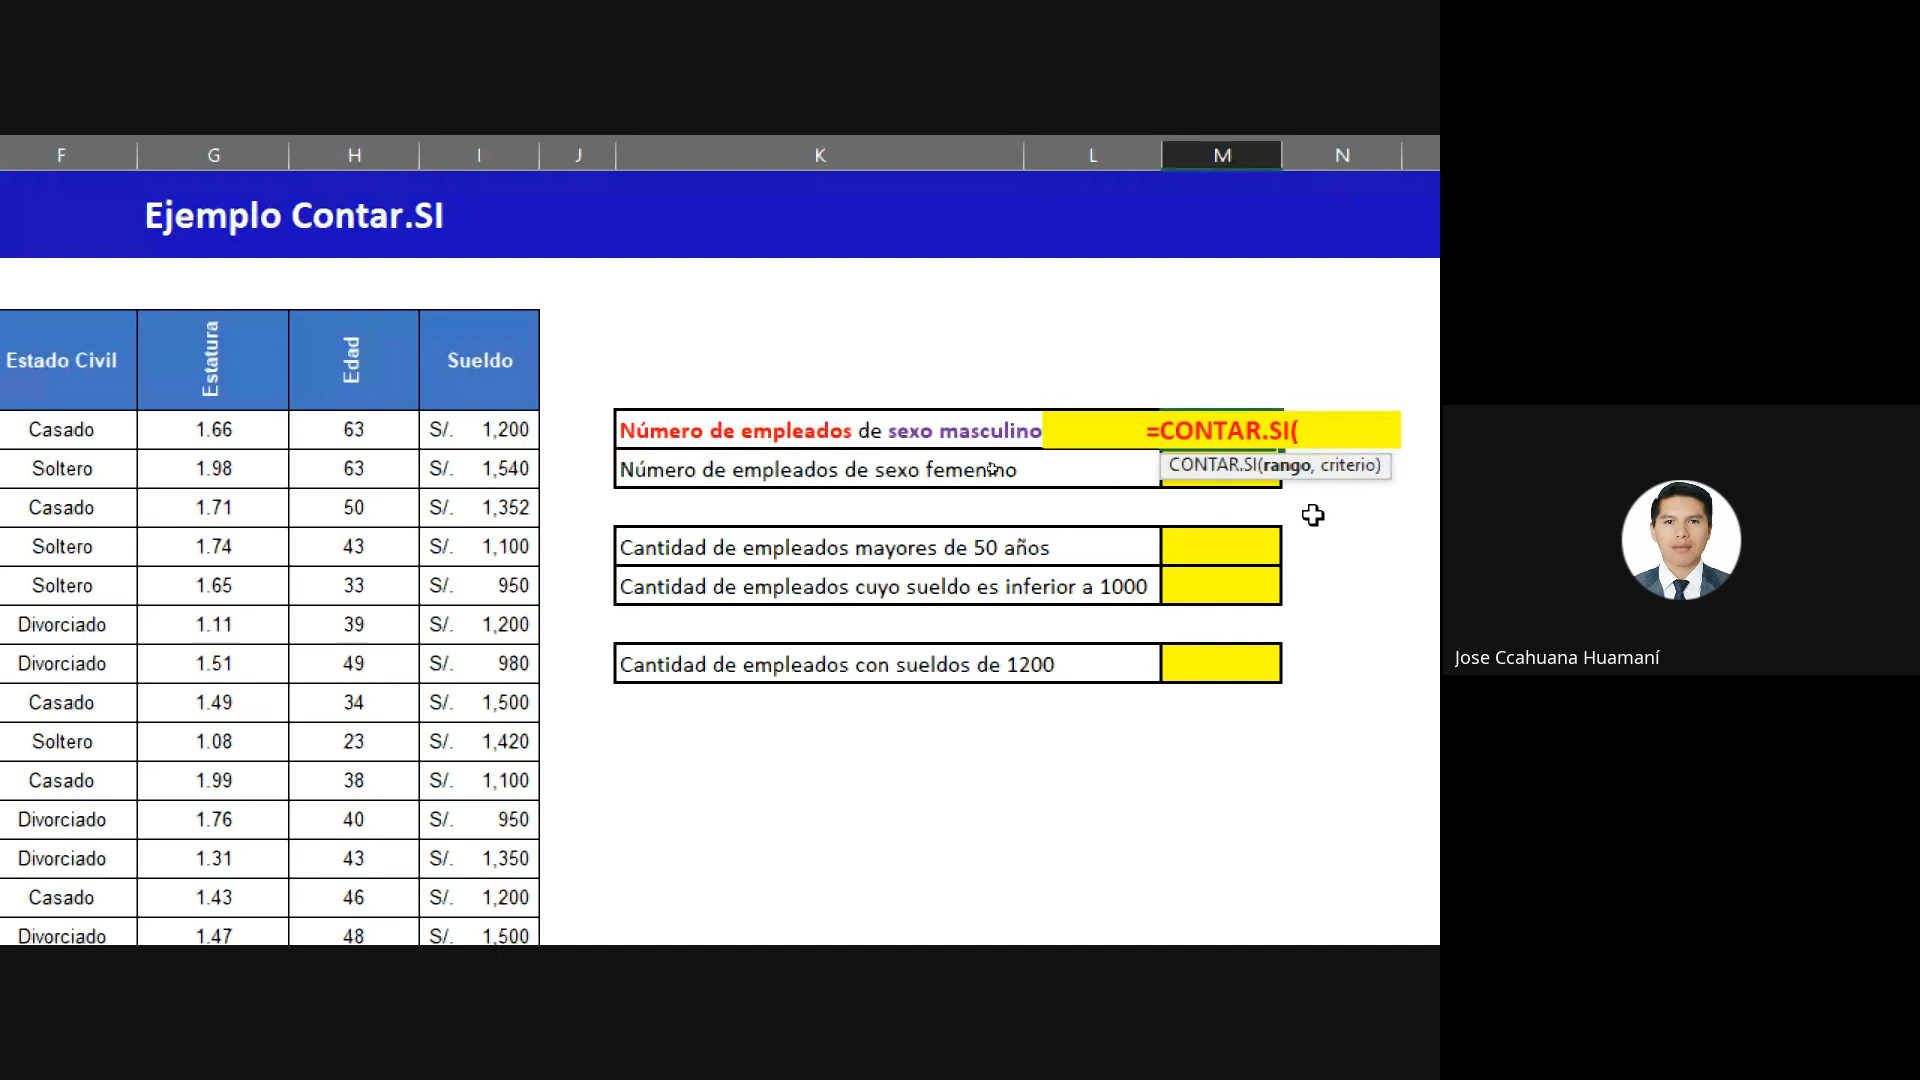 F G H I J K L M N
Ejemplo Contar.SI
Estado Civil Estatura Edad Sueldo
Casado 1.66 63 S/. 1,200
Soltero 1.98 63 S/. 1,540
Casado 1.71 50 S/. 1,352
Soltero 1.74 43 S/. 1,100
Soltero 1.65 33 S/. 950
Divorciado 1.11 39 S/. 1,200
Divorciado 1.51 49 S/. 980
Casado 1.49 34 S/. 1,500
Soltero 1.08 23 S/. 1,420
Casado 1.99 38 S/. 1,100
Divorciado 1.76 40 S/. 950
Divorciado 1.31 43 S/. 1,350
Casado 1.43 46 S/. 1,200
Divorciado 1.47 48 S/. 1,500
Número de empleados de sexo masculino =CONTAR.SI(
Número de empleados de sexo femenino CONTAR.SI(rango, criterio)
Cantidad de empleados mayores de 50 años
Cantidad de empleados cuyo sueldo es inferior a 1000
Cantidad de empleados con sueldos de 1200
Jose Ccahuana Huamaní